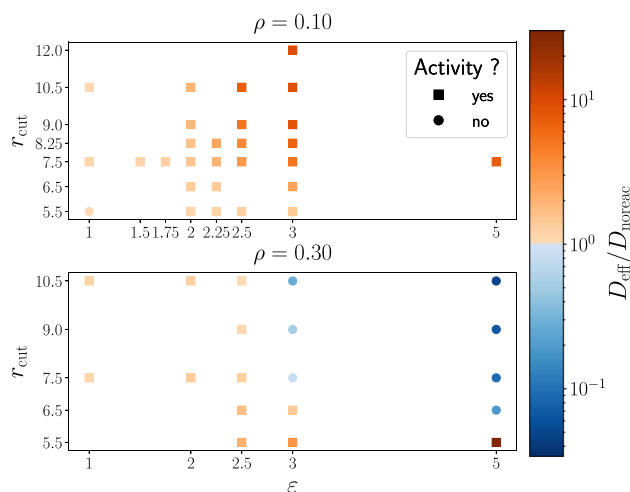 ρ = 0.10
12.0
10.5
9.0
8.25
7.5
6.5
5.5
r_cut
Activity ?
yes
no
1 1.5 1.75 2 2.25 2.5 3 5
ρ = 0.30
10.5
9.0
7.5
6.5
5.5
r_cut
1 2 2.5 3 5
ε
10^1
10^0
10^−1
D_eff/D_noreac